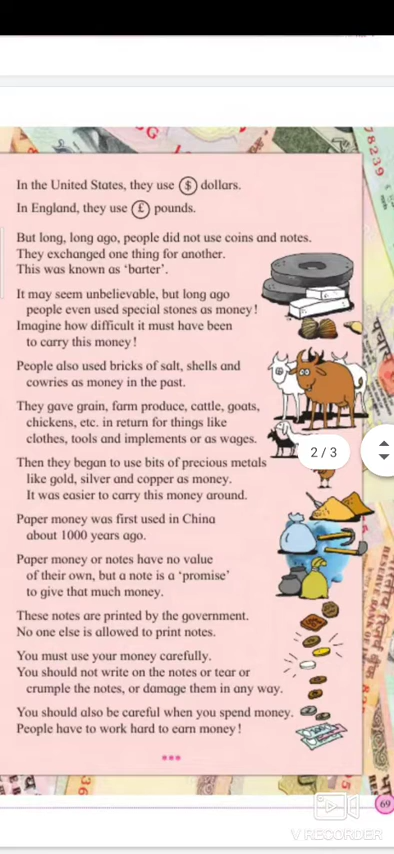 In the United States, they use $ dollars.
In England, they use £ pounds.
But long, long ago, people did not use coins and notes.
They exchanged one thing for another.
This was known as ‘barter’.
It may seem unbelievable, but long ago
people even used special stones as money!
Imagine how difficult it must have been
to carry this money!
People also used bricks of salt, shells and
cowries as money in the past.
They gave grain, farm produce, cattle, goats,
chickens, etc. in return for things like
clothes, tools and implements or as wages.
2/3
Then they began to use bits of precious metals
like gold, silver and copper as money.
It was easier to carry this money around.
Paper money was first used in China
about 1000 years ago.
Paper money or notes have no value
of their own, but a note is a ‘promise’
to give that much money.
These notes are printed by the government.
No one else is allowed to print notes.
You must use your money carefully.
You should not write on the notes or tear or
crumple the notes, or damage them in any way.
You should also be careful when you spend money.
People have to work hard to earn money!
78239
RESERVE BANK OF
69
V RECORDER